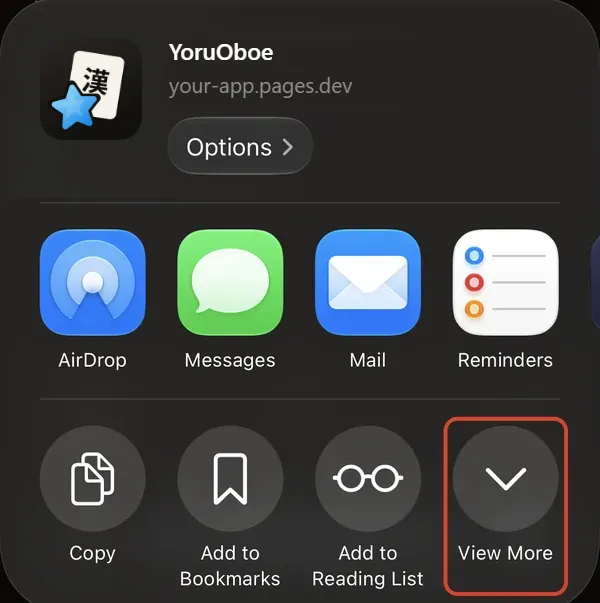 漢
YoruOboe
your-app.pages.dev
Options
AirDrop
Messages
Mail
Reminders
Copy
Add to
Bookmarks
Add to
Reading List
View More